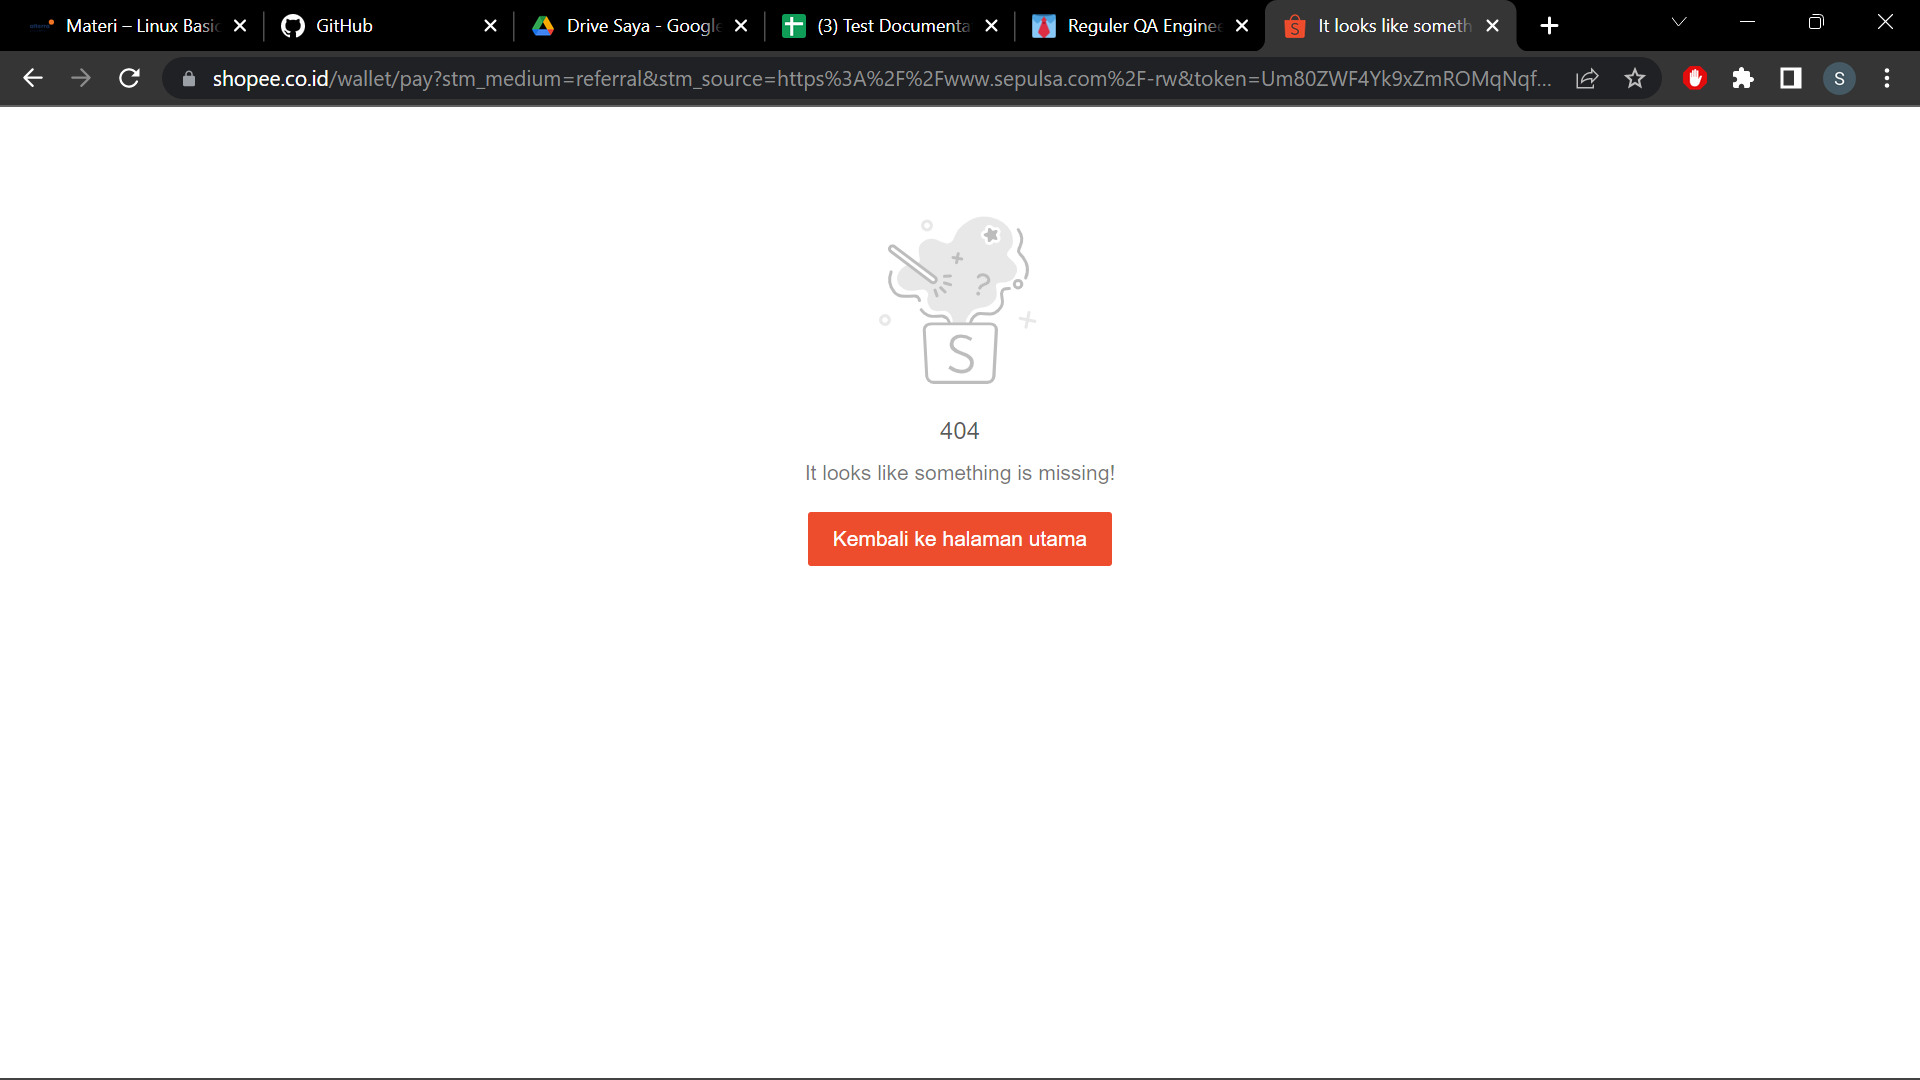 Materi – Linux Basic
GitHub
Drive Saya - Google
(3) Test Documenta
Reguler QA Enginee
It looks like someth
shopee.co.id/wallet/pay?stm_medium=referral&stm_source=https%3A%2F%2Fwww.sepulsa.com%2F-rw&token=Um80ZWF4Yk9xZmROMqNqf...
S
?
S
404
It looks like something is missing!
Kembali ke halaman utama